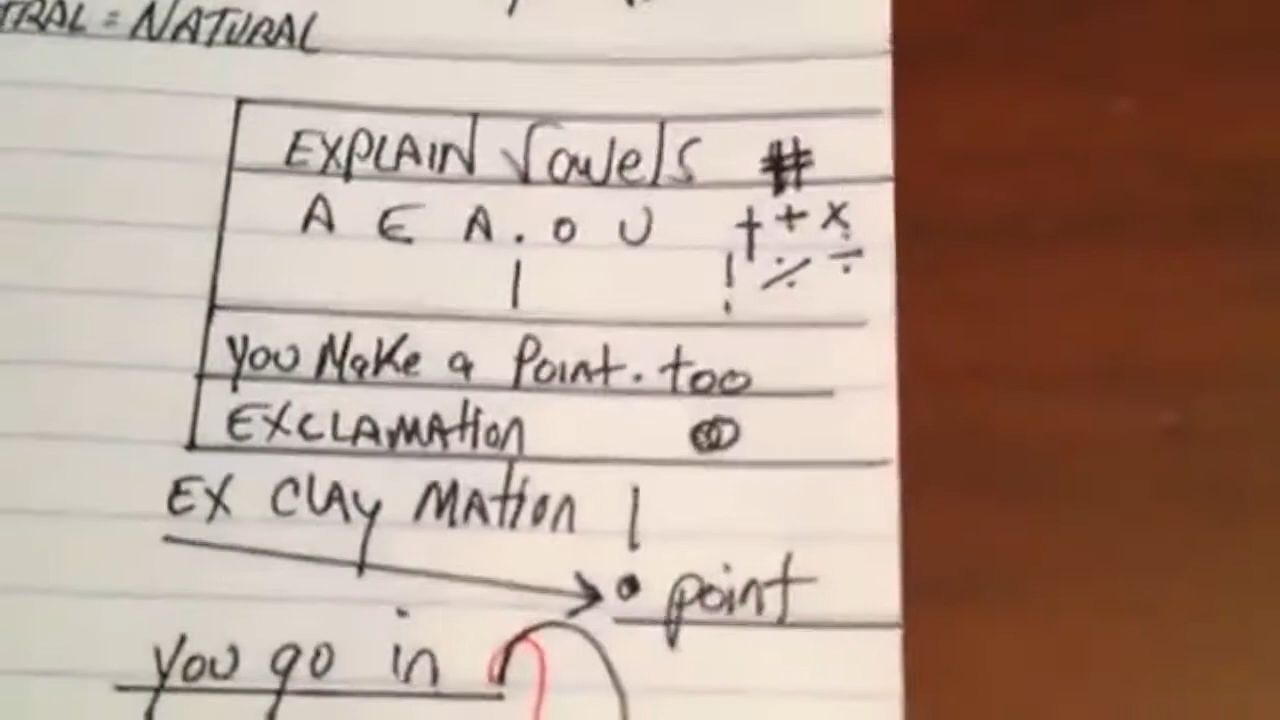 TRAL = NATURAL
EXPLAIN Vowels #
A E A . O U † + x
| ! ÷ ÷
You Make a Point. too
EXCLAMAtion
EX CLAY MAtion !
point
you go in